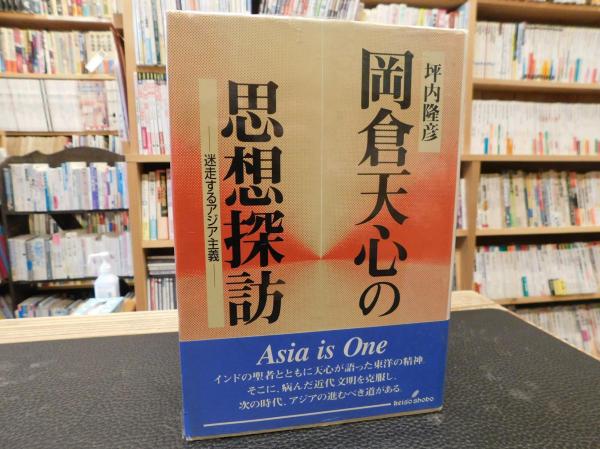 坪内隆彦
岡倉天心の
思想探訪
迷走するアジア主義
Asia is One
インドの聖者とともに天心が語った東洋の精神
そこに、病んだ近代文明を克服し、
次の時代、アジアの進むべき道がある。
keiso shobo